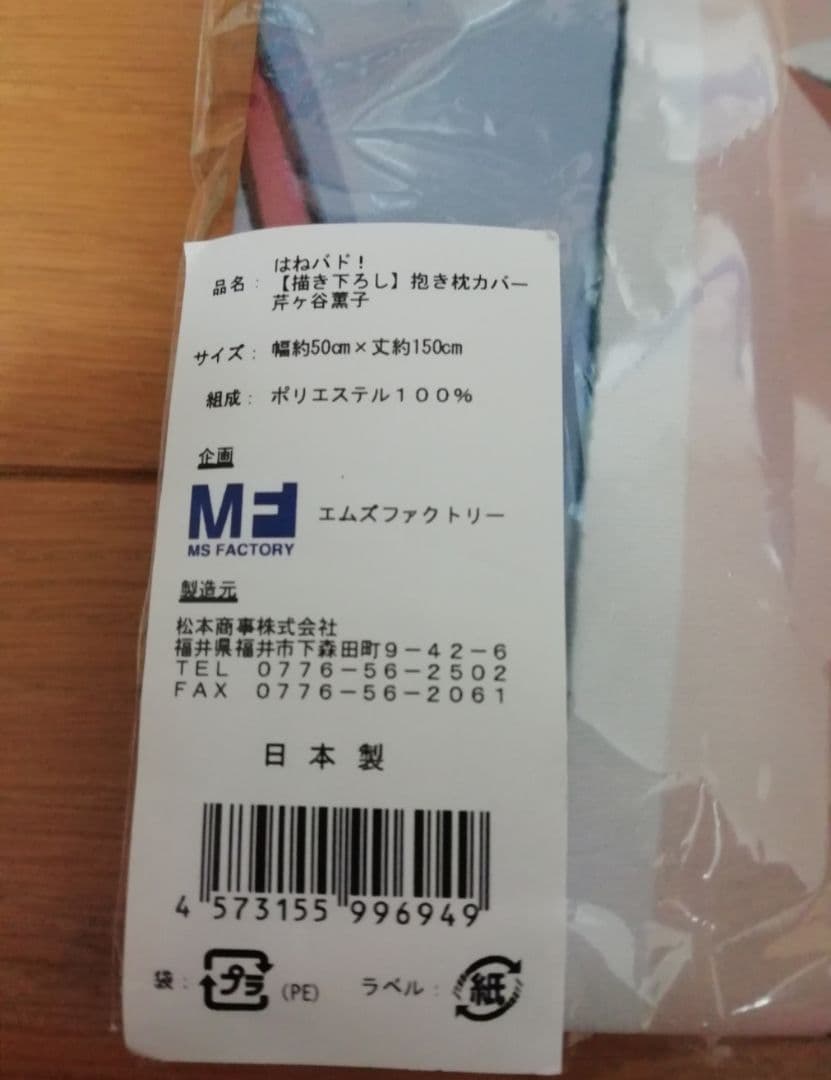 はねバド！
品名：【描き下ろし】抱き枕カバー
芹ヶ谷薫子
サイズ：幅約50cm×丈約150cm
組成：ポリエステル１００％
企画
MF エムズファクトリー
MS FACTORY
製造元
松本商事株式会社
福井県福井市下森田町９－４２－６
ＴＥＬ　０７７６－５６－２５０２
ＦＡＸ　０７７６－５６－２０６１
日本製
4 573155 996949
袋：プラ(PE)　ラベル：紙